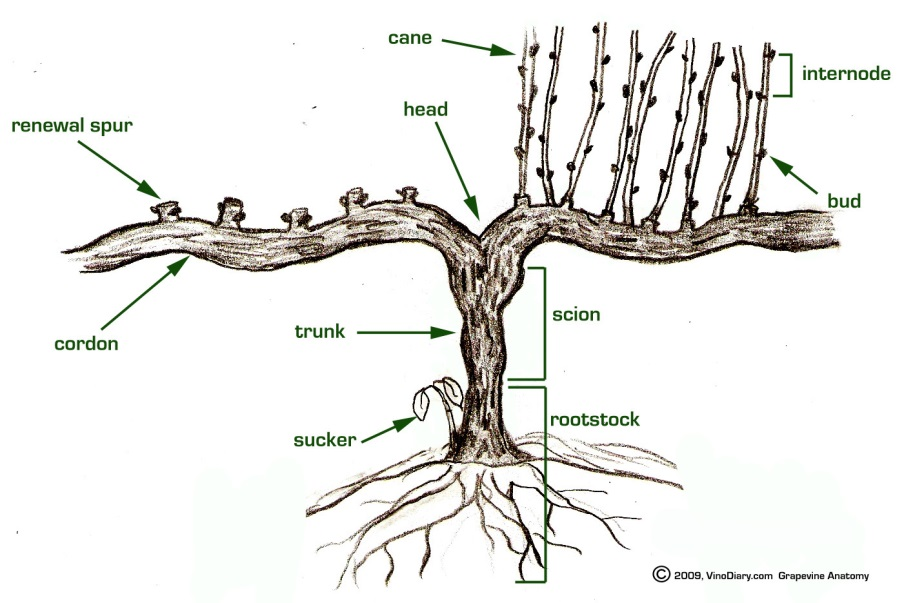 cane
internode
head
renewal spur
bud
scion
trunk
cordon
rootstock
sucker
© 2009, VinoDiary.com Grapevine Anatomy